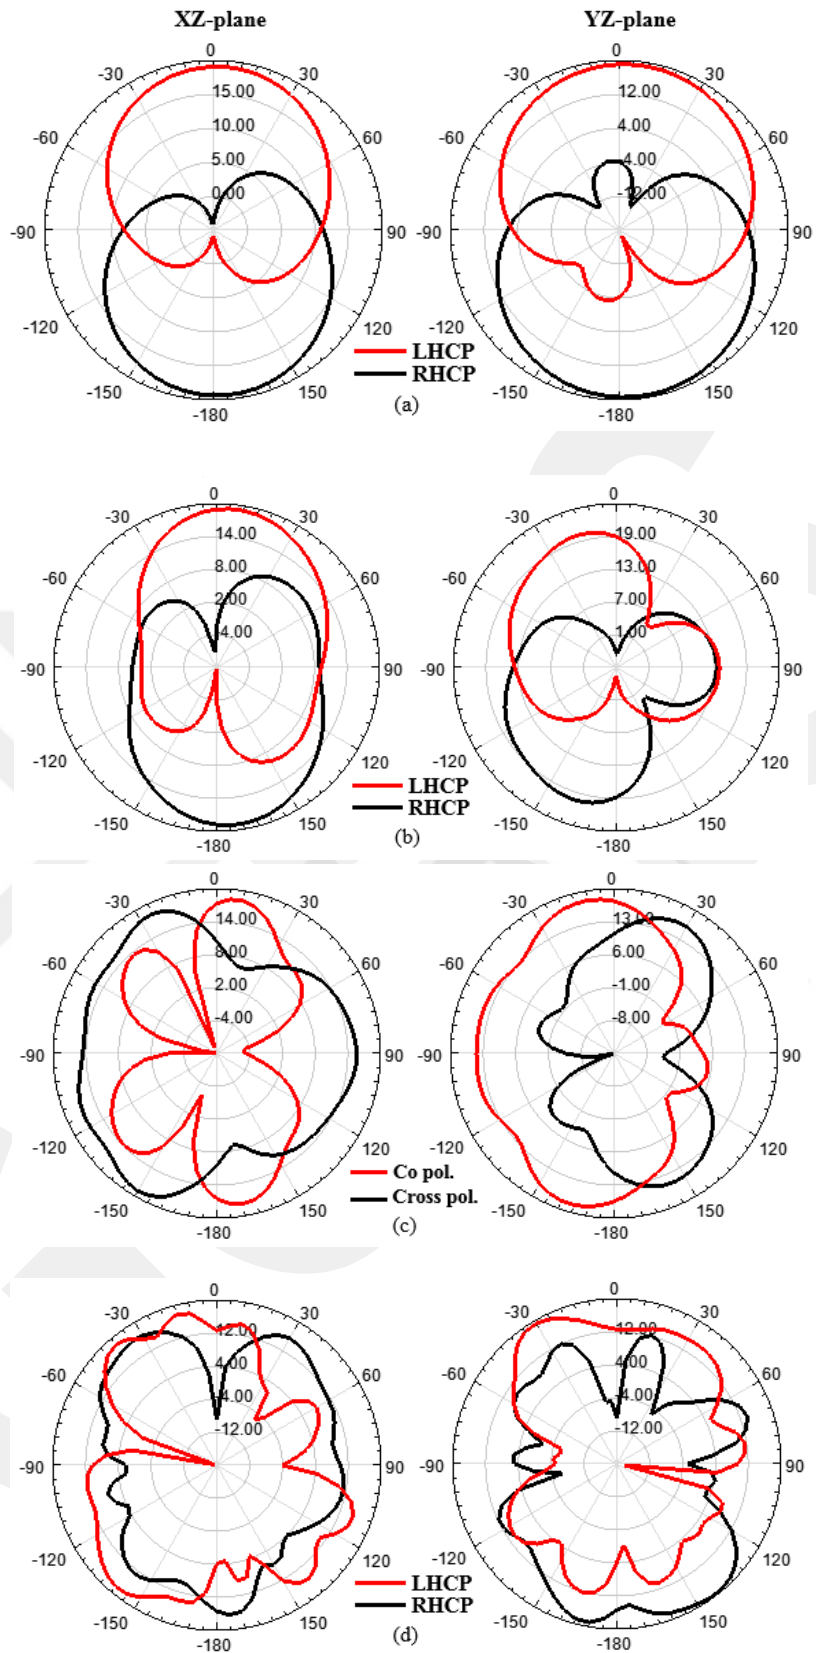 XZ-plane YZ-plane
0 0
-30 30 -30 30
15.00 12.00
10.00 4.00
-60 60 -60 60
5.00 4.00
0.00 -12.00
-90 90 -90 90
-120 120 -120 120
LHCP
RHCP
-150 150 -150 150
-180 -180
(a)
0 0
-30 30 -30 30
14.00 19.00
8.00 13.00
-60 60 -60 60
2.00 7.00
4.00 1.00
-90 90 -90 90
-120 120 -120 120
LHCP
RHCP
-150 150 -150 150
-180 -180
(b)
0 0
-30 30 -30 30
14.00 13.00
8.00 6.00
-60 60 -60 60
2.00 -1.00
-4.00 -8.00
-90 90 -90 90
-120 120 -120 120
Co pol.
Cross pol.
-150 150 -150 150
-180 -180
(c)
0 0
-30 30 -30 30
12.00 12.00
4.00 4.00
-60 60 -60 60
-4.00 -4.00
-12.00 -12.00
-90 90 -90 90
-120 120 -120 120
LHCP
RHCP
-150 150 -150 150
-180 -180
(d)